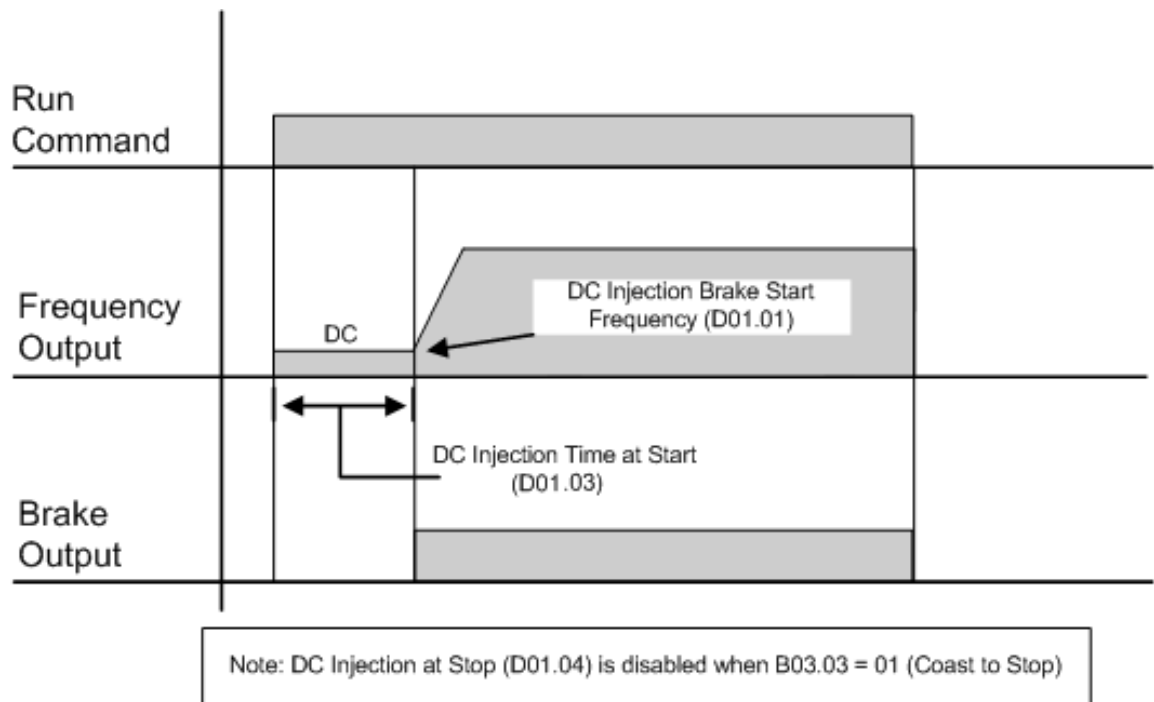 Run
Command
Frequency
Output
DC
DC Injection Brake Start
Frequency (D01.01)
DC Injection Time at Start
(D01.03)
Brake
Output
Note: DC Injection at Stop (D01.04) is disabled when B03.03 = 01 (Coast to Stop)